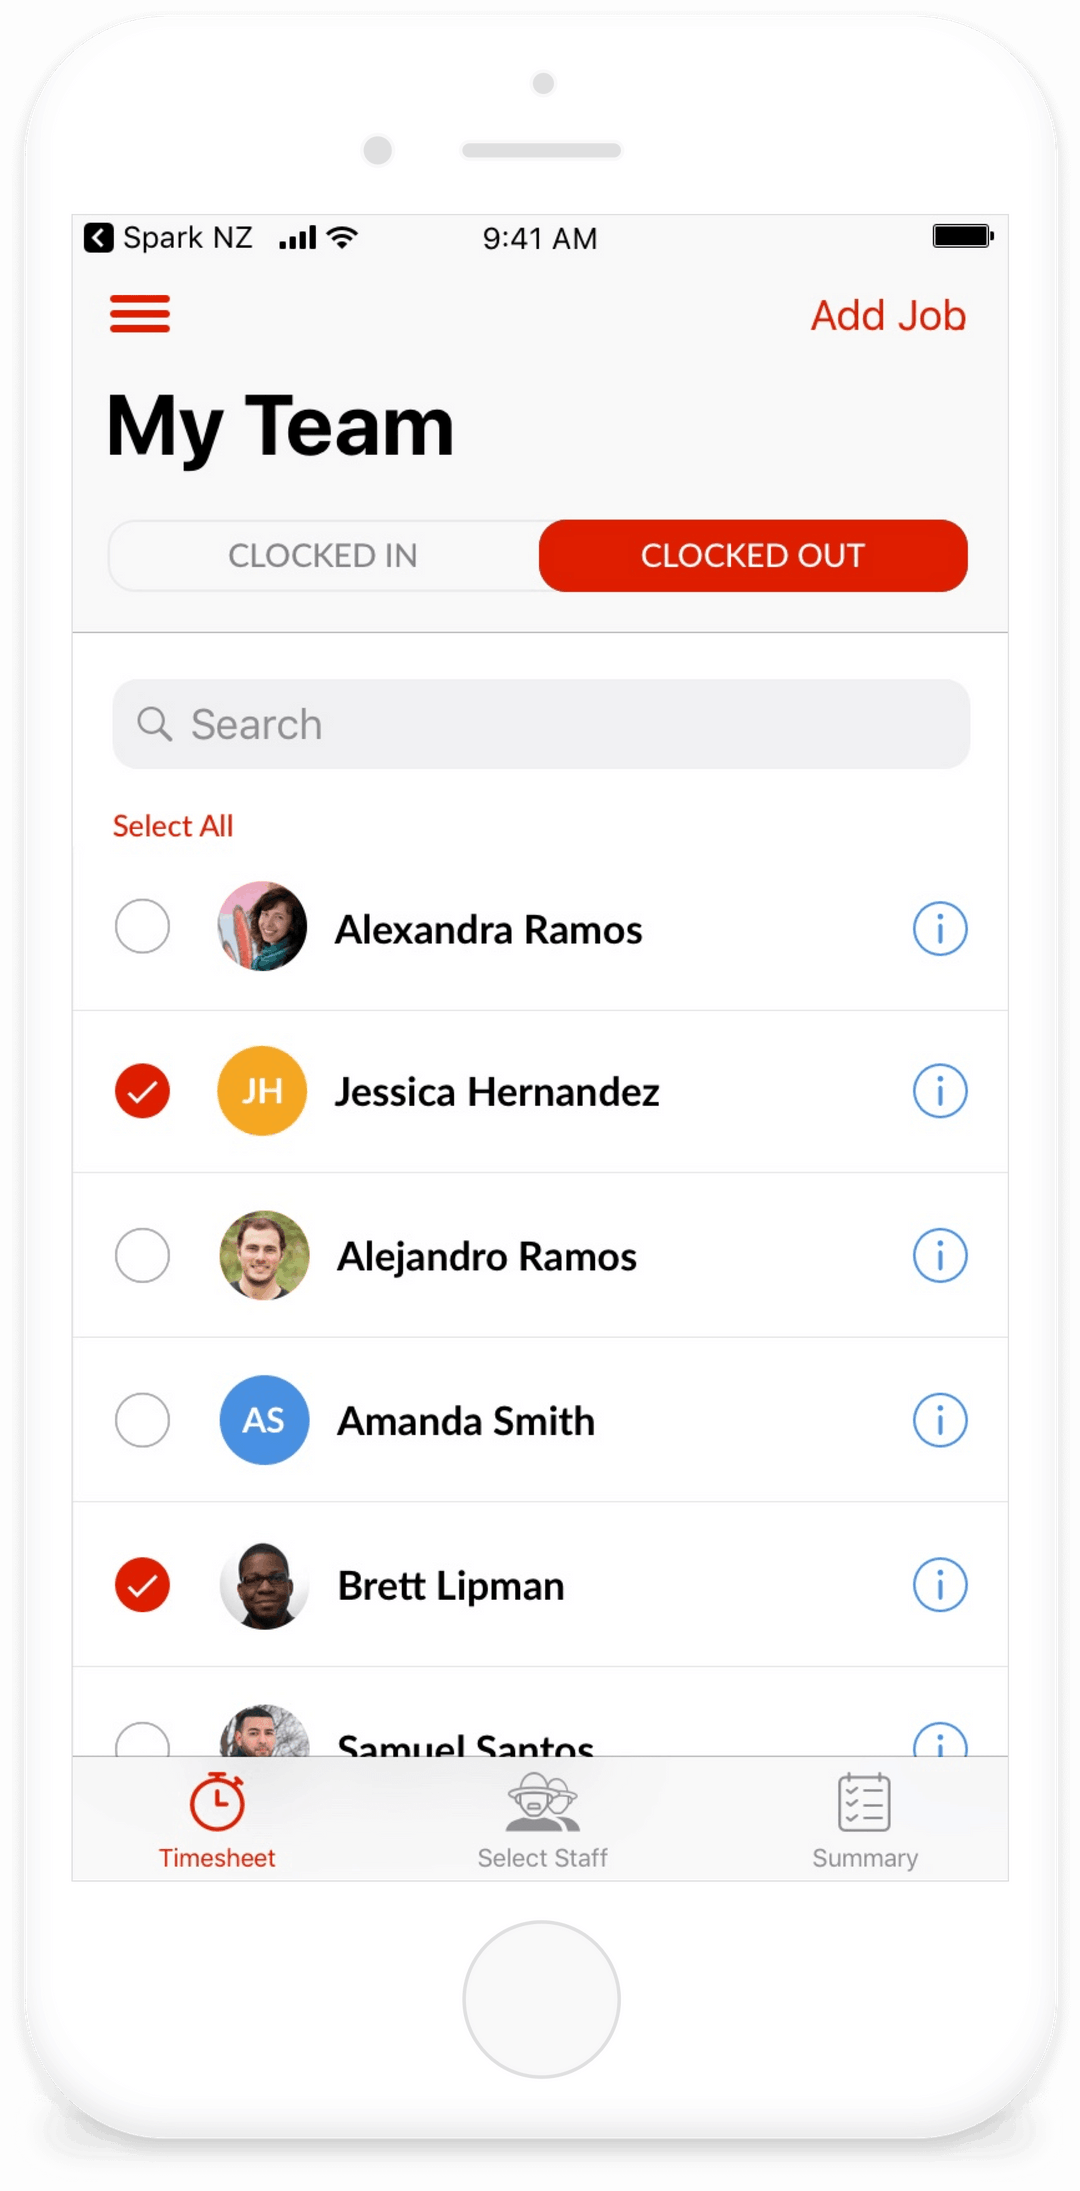 Spark NZ 9:41 AM
Add Job
My Team
CLOCKED IN CLOCKED OUT
Search
Select All
Alexandra Ramos
JH Jessica Hernandez
Alejandro Ramos
AS Amanda Smith
Brett Lipman
Samuel Santos
Timesheet Select Staff Summary